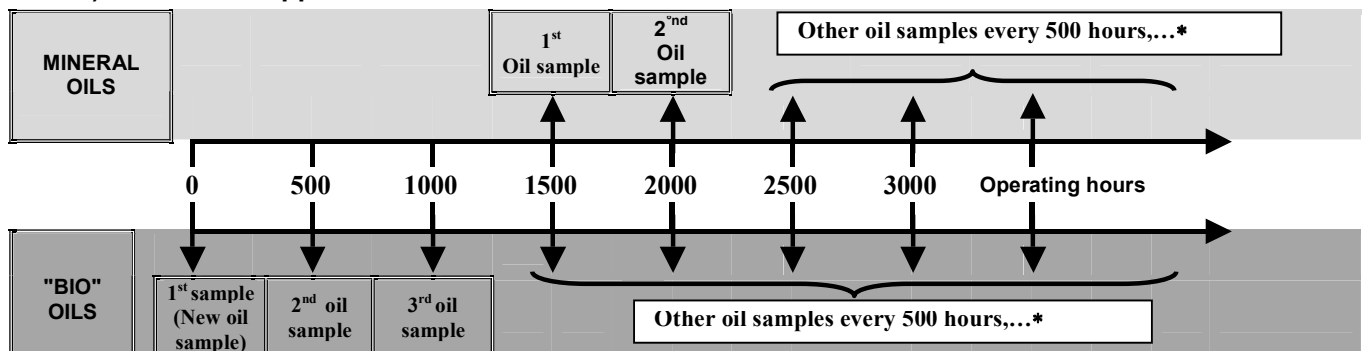 MINERAL
OILS
1st
Oil sample
2nd
Oil
sample
Other oil samples every 500 hours,…*
0 500 1000 1500 2000 2500 3000 Operating hours
"BIO"
OILS
1st sample
(New oil
sample)
2nd oil
sample
3rd oil
sample
Other oil samples every 500 hours,…*